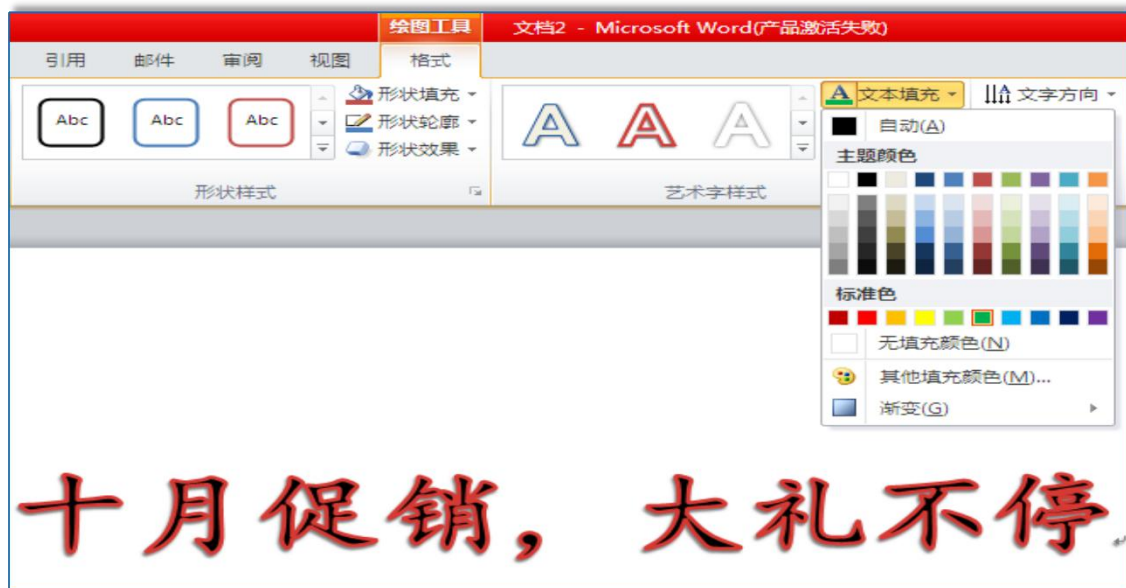 绘图工具 文档2 - Microsoft Word(产品激活失败)
引用 邮件 审阅 视图 格式
Abc Abc Abc
形状填充
形状轮廓
形状效果
形状样式
A A A
艺术字样式
A 文本填充 文字方向
自动(A)
主题颜色
标准色
无填充颜色(N)
其他填充颜色(M)...
渐变(G)
十月促销，大礼不停